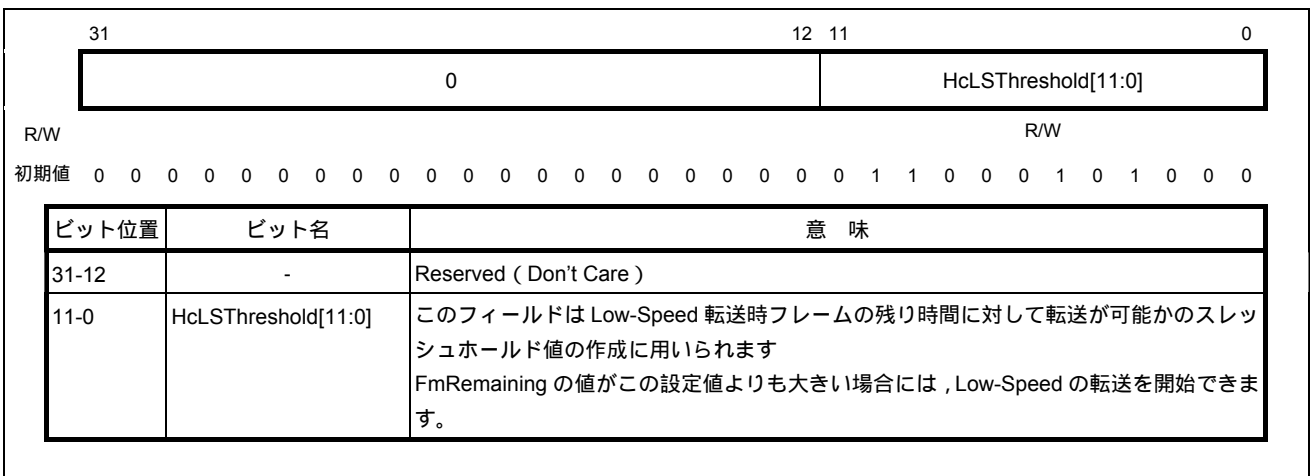 31 12 11 0
0 HcLSThreshold[11:0]
R/W R/W
初期値 0 0 0 0 0 0 0 0 0 0 0 0 0 0 0 0 0 0 0 0 0 1 1 0 0 0 1 0 1 0 0 0
ビット位置 ビット名 意 味
31-12 - Reserved（Don't Care）
11-0 HcLSThreshold[11:0] このフィールドは Low-Speed 転送時フレームの残り時間に対して転送が可能かのスレッ
シュホールド値の作成に用いられます
FmRemaining の値がこの設定値よりも大きい場合には，Low-Speed の転送を開始できま
す。